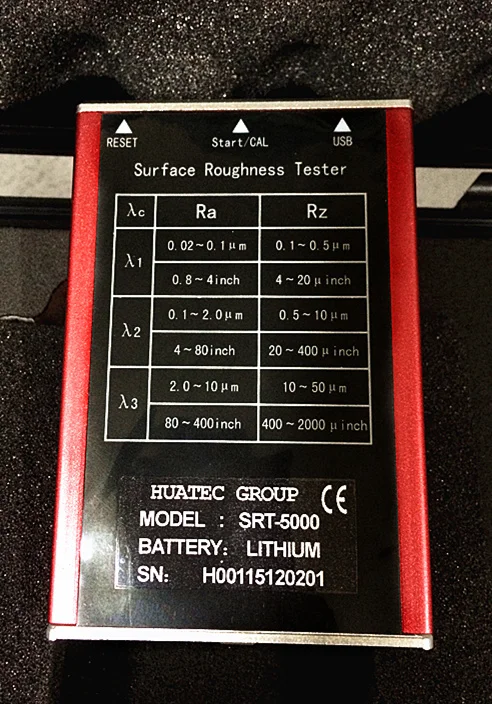 RESET Start/CAL USB
Surface Roughness Tester
λc Ra Rz
λ1 0.02~0.1μm 0.1~0.5μm
0.8~4inch 4~20μinch
λ2 0.1~2.0μm 0.5~10μm
4~80inch 20~400μinch
λ3 2.0~10μm 10~50μm
80~400inch 400~2000μinch
HUATEC GROUP CE
MODEL : SRT-5000
BATTERY: LITHIUM
SN: H00115120201